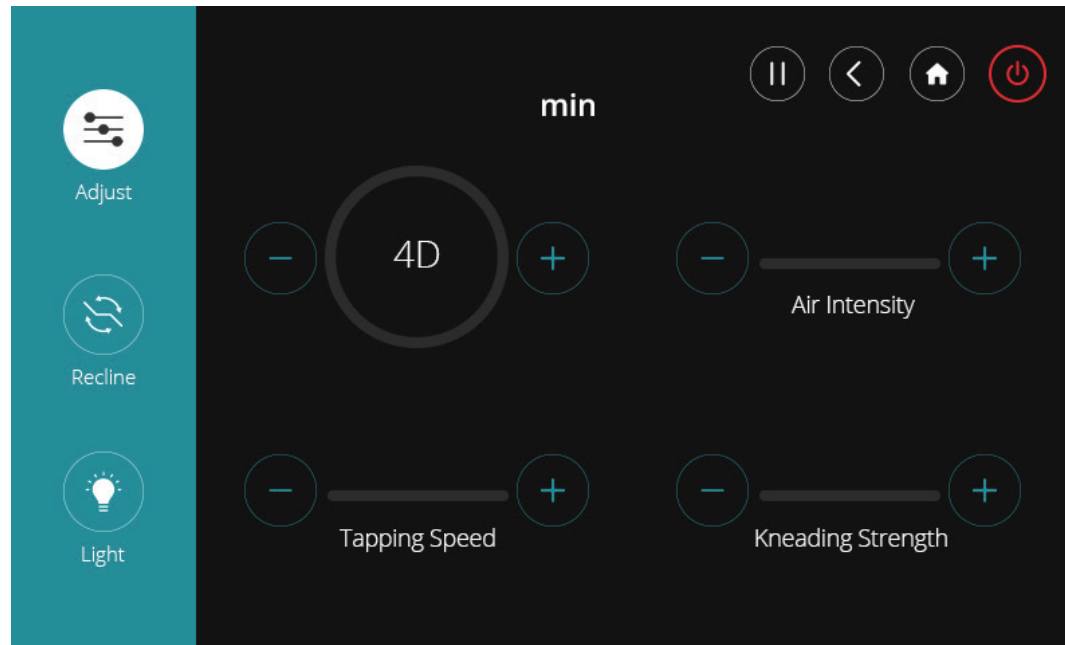 min
Adjust
4D
Air Intensity
Recline
Tapping Speed
Kneading Strength
Light